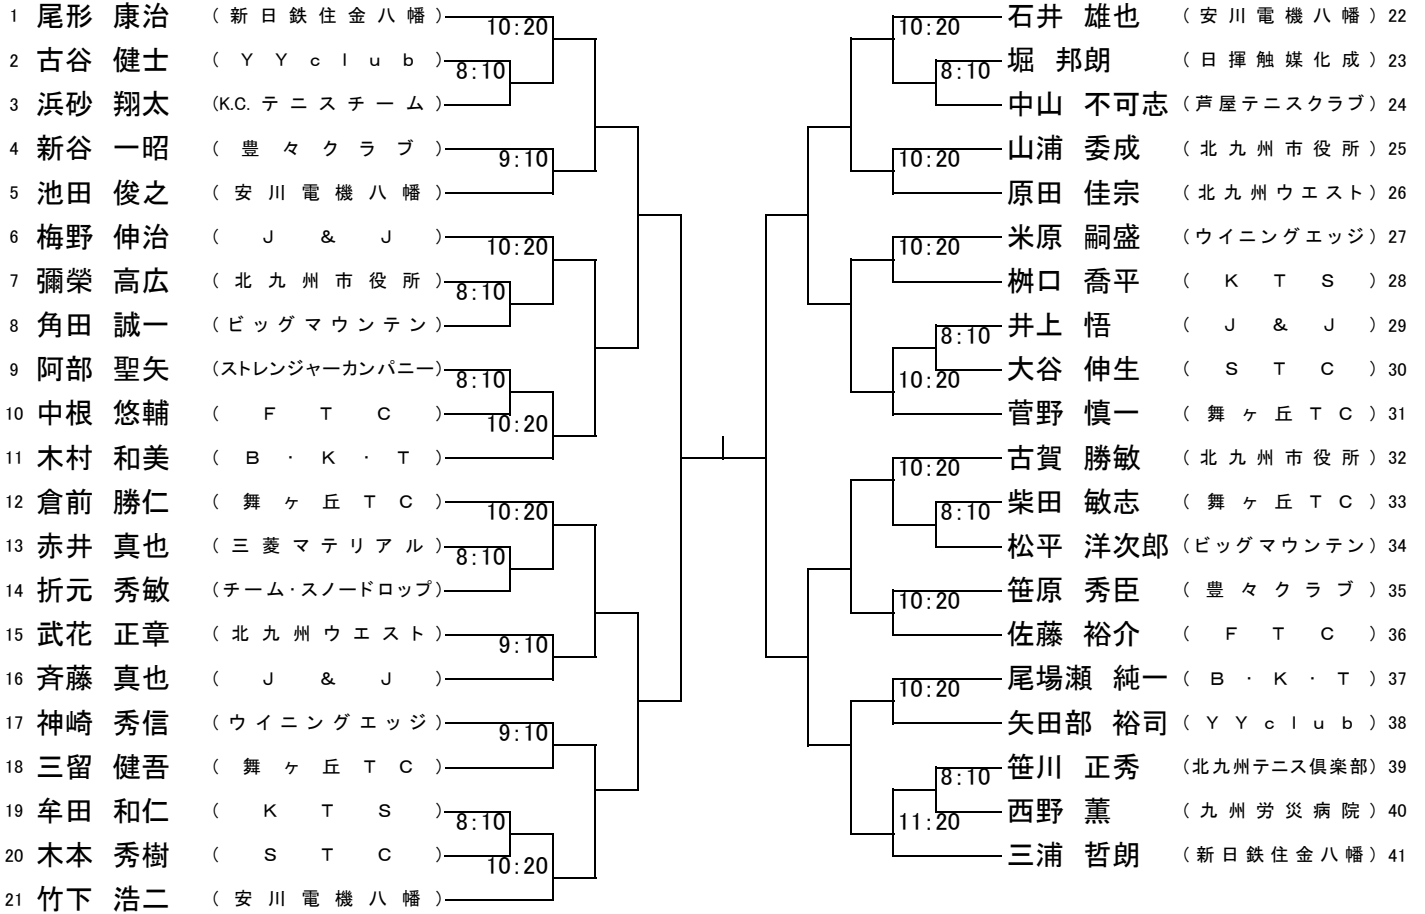 1 尾形 康治 (新日鉄住金八幡)
10:20
2 古谷 健士 (ＹＹｃｌｕｂ)
8:10
3 浜砂 翔太 (K.C. テニスチーム)
4 新谷 一昭 (豊々クラブ)
9:10
5 池田 俊之 (安川電機八幡)
6 梅野 伸治 (Ｊ＆Ｊ)
10:20
7 彌榮 高広 (北九州市役所)
8:10
8 角田 誠一 (ビッグマウンテン)
9 阿部 聖矢 (ストレンジャーカンパニー)
8:10
10 中根 悠輔 (ＦＴＣ)
10:20
11 木村 和美 (Ｂ・Ｋ・Ｔ)
12 倉前 勝仁 (舞ヶ丘ＴＣ)
10:20
13 赤井 真也 (三菱マテリアル)
8:10
14 折元 秀敏 (チーム・スノードロップ)
15 武花 正章 (北九州ウエスト)
9:10
16 斉藤 真也 (Ｊ＆Ｊ)
17 神崎 秀信 (ウイニングエッジ)
9:10
18 三留 健吾 (舞ヶ丘ＴＣ)
19 牟田 和仁 (ＫＴＳ)
8:10
20 木本 秀樹 (ＳＴＣ)
10:20
21 竹下 浩二 (安川電機八幡)
石井 雄也 (安川電機八幡) 22
10:20
堀 邦朗 (日揮触媒化成) 23
8:10
中山 不可志 (芦屋テニスクラブ) 24
山浦 委成 (北九州市役所) 25
10:20
原田 佳宗 (北九州ウエスト) 26
米原 嗣盛 (ウイニングエッジ) 27
10:20
桝口 喬平 (ＫＴＳ) 28
井上 悟 (Ｊ＆Ｊ) 29
8:10
大谷 伸生 (ＳＴＣ) 30
10:20
菅野 慎一 (舞ヶ丘ＴＣ) 31
古賀 勝敏 (北九州市役所) 32
10:20
柴田 敏志 (舞ヶ丘ＴＣ) 33
8:10
松平 洋次郎 (ビッグマウンテン) 34
笹原 秀臣 (豊々クラブ) 35
10:20
佐藤 裕介 (ＦＴＣ) 36
尾場瀬 純一 (Ｂ・Ｋ・Ｔ) 37
10:20
矢田部 裕司 (ＹＹｃｌｕｂ) 38
笹川 正秀 (北九州テニス倶楽部) 39
8:10
西野 薫 (九州労災病院) 40
11:20
三浦 哲朗 (新日鉄住金八幡) 41